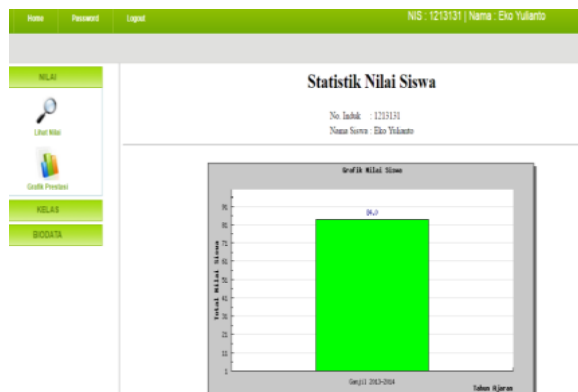 Home Password Logout
NIS : 1213131 | Nama : Eko Yulianto
NILAI
Lihat Nilai
Grafik Prestasi
KELAS
BIODATA
Statistik Nilai Siswa
No. Induk : 1213131
Nama Siswa : Eko Yulianto
Grafik Nilai Siswa
Total Nilai Siswa
Ganjil 2013-2014
Tahun Ajaran